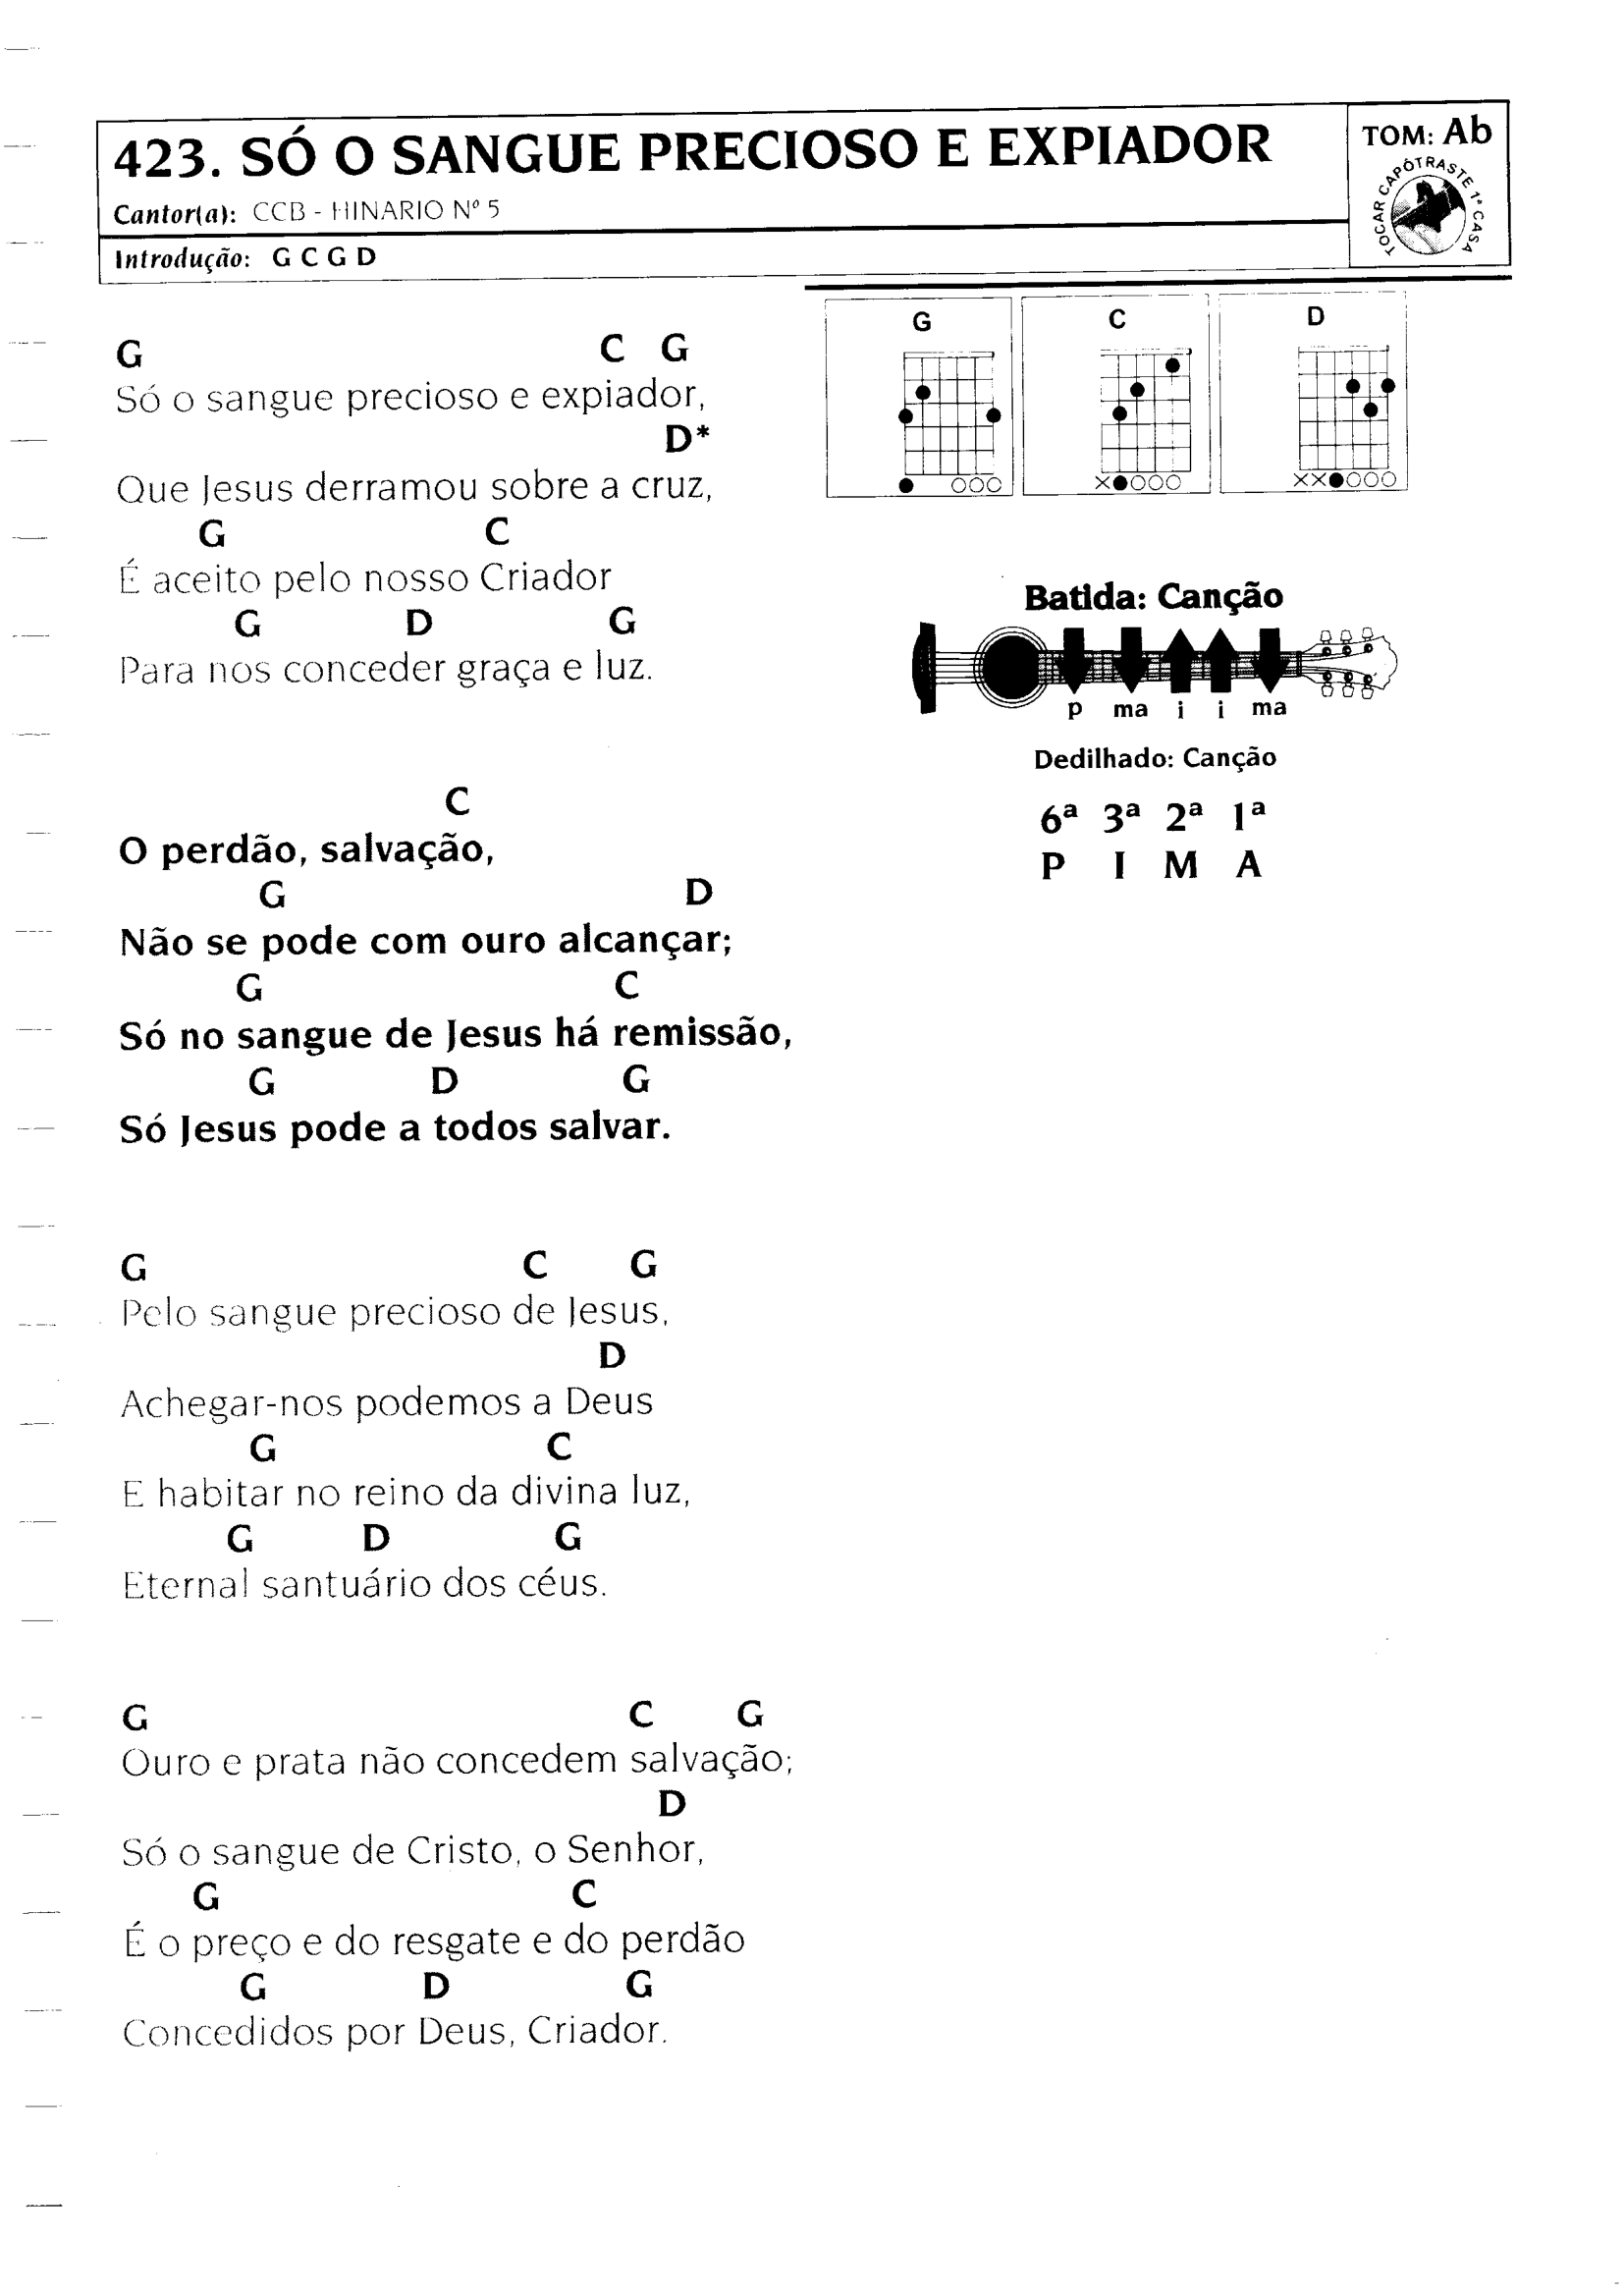 423. SÓ O SANGUE PRECIOSO E EXPIADOR
TOM: Ab
TOCAR CAPÔTRASTE 1ª CASA
Cantor(a): CCB - HINARIO Nº 5
Introdução: G C G D
G C G
Só o sangue precioso e expiador,
D*
Que Jesus derramou sobre a cruz,
G C
É aceito pelo nosso Criador
G D G
Para nos conceder graça e luz.
C
O perdão, salvação,
G D
Não se pode com ouro alcançar;
G C
Só no sangue de Jesus há remissão,
G D G
Só Jesus pode a todos salvar.
G C G
Pelo sangue precioso de Jesus,
D
Achegar-nos podemos a Deus
G C
E habitar no reino da divina luz,
G D G
Eternal santuário dos céus.
G C G
Ouro e prata não concedem salvação;
D
Só o sangue de Cristo, o Senhor,
G C
É o preço e do resgate e do perdão
G D G
Concedidos por Deus, Criador.
G C D
Batida: Canção
p ma i i ma
Dedilhado: Canção
6ª 3ª 2ª 1ª
P I M A